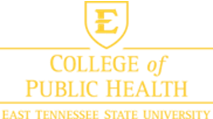 E
COLLEGE of
PUBLIC HEALTH
EAST TENNESSEE STATE UNIVERSITY